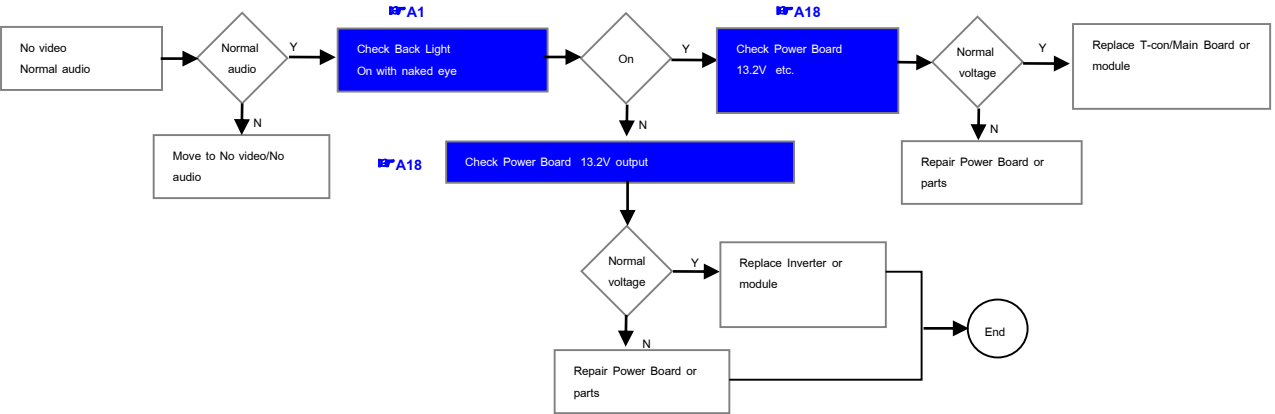 ☞A1
☞A18
No video
Normal audio
Normal
audio
Y
N
Move to No video/No
audio
Check Back Light
On with naked eye
On
Y
N
Check Power Board
13.2V etc.
Normal
voltage
Y
N
Replace T-con/Main Board or
module
Repair Power Board or
parts
☞A18
Check Power Board 13.2V output
Normal
voltage
Y
N
Replace Inverter or
module
Repair Power Board or
parts
End